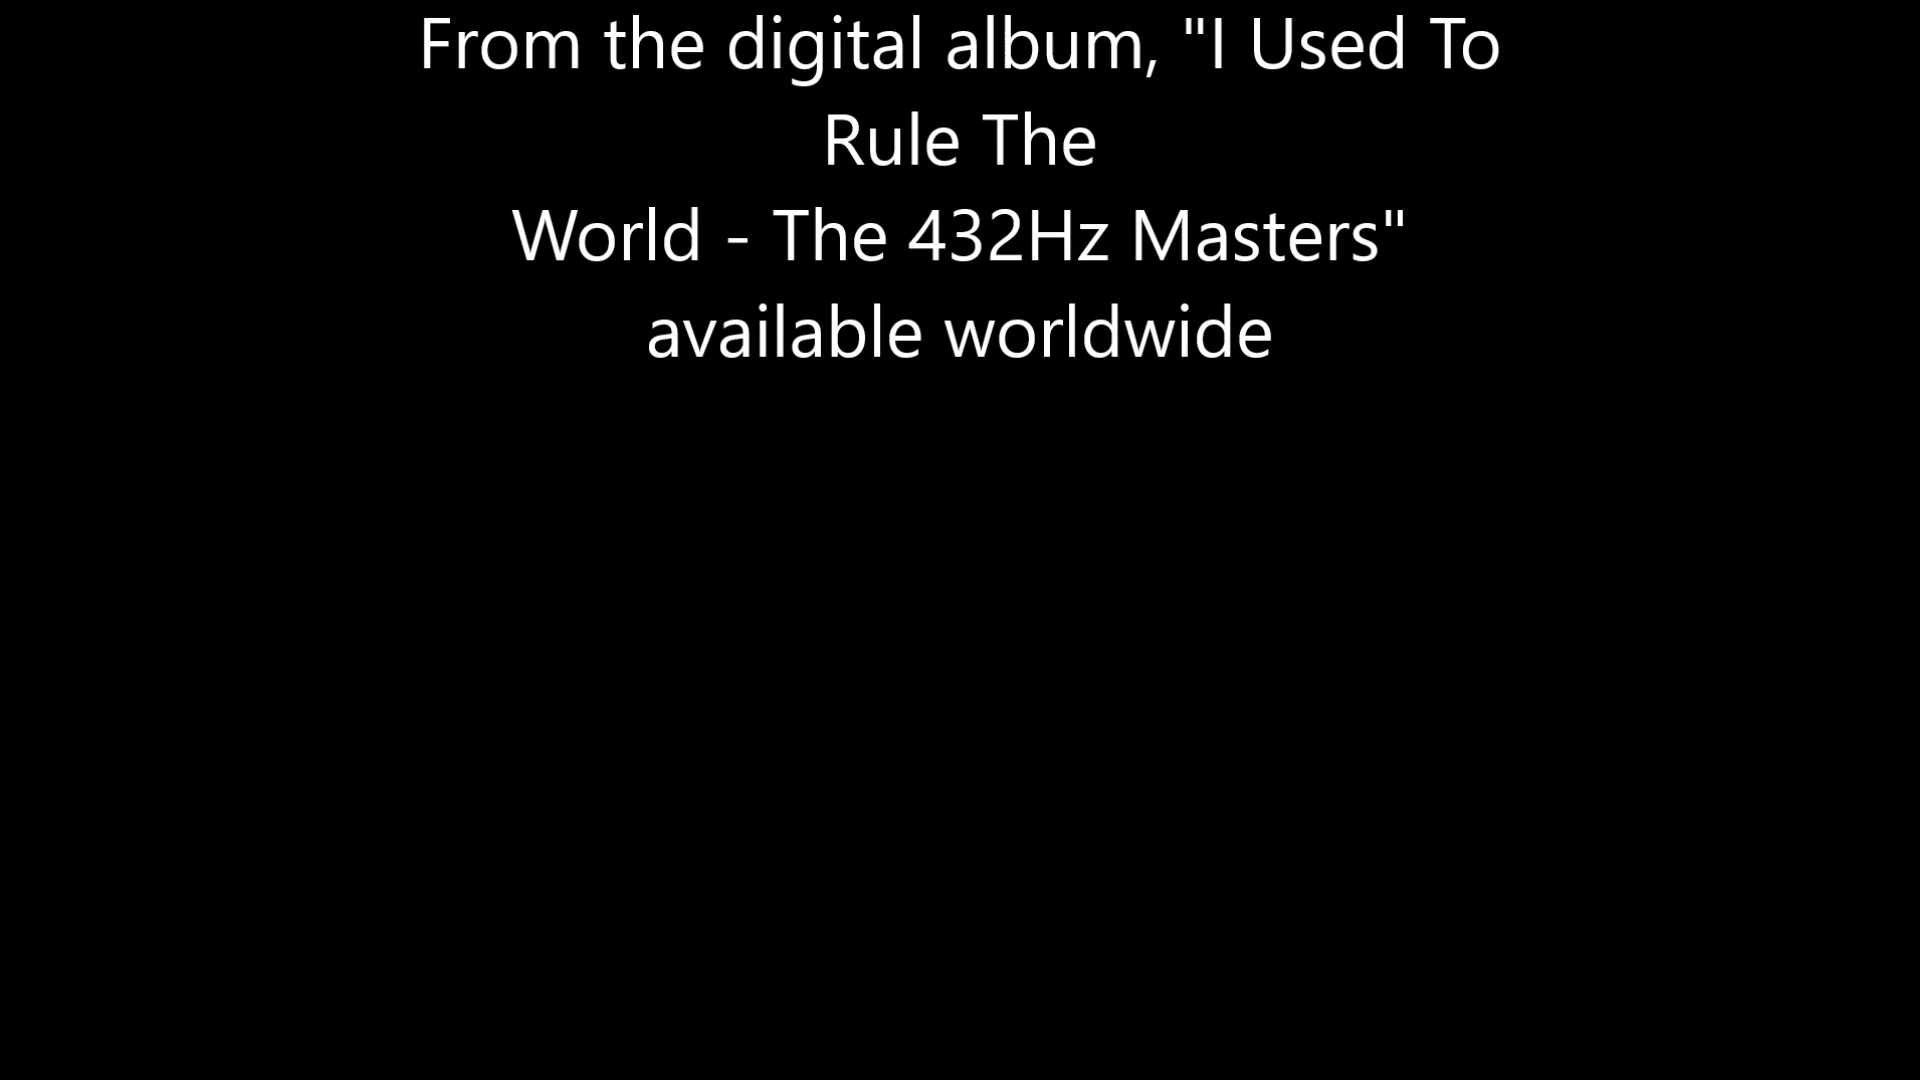 From the digital album, "I Used To
Rule The
World - The 432Hz Masters"
available worldwide